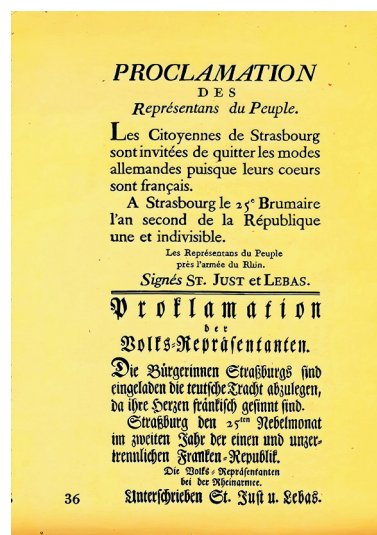 PROCLAMATION
DES
Représentans du Peuple.
Les Citoyennes de Strasbourg
sont invitées de quitter les modes
allemandes puisque leurs coeurs
sont français.
A Strasbourg le 25e Brumaire
l'an second de la République
une et indivisible.
Les Représentans du Peuple
près l'armée du Rhin.
Signés ST. JUST et LEBAS.
Proklamation
der
Volks-Repräsentanten.
Die Bürgerinnen Straßburgs sind
eingeladen die teutsche Tracht abzulegen,
da ihre Herzen fränkisch gesinnt sind.
Straßburg den 25ten Nebelmonat
im zweiten Jahr der einen und unzer-
trennlichen Franken-Republik.
Die Volks-Repräsentanten
bei der Rheinarmee.
Unterschrieben St. Just u. Lebas.
36